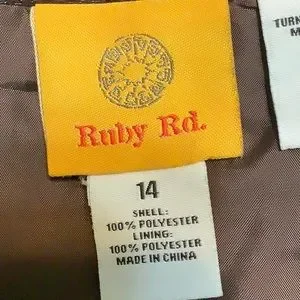 Ruby Rd.
14
SHELL:
100% POLYESTER
LINING:
100% POLYESTER
MADE IN CHINA
TURN
M